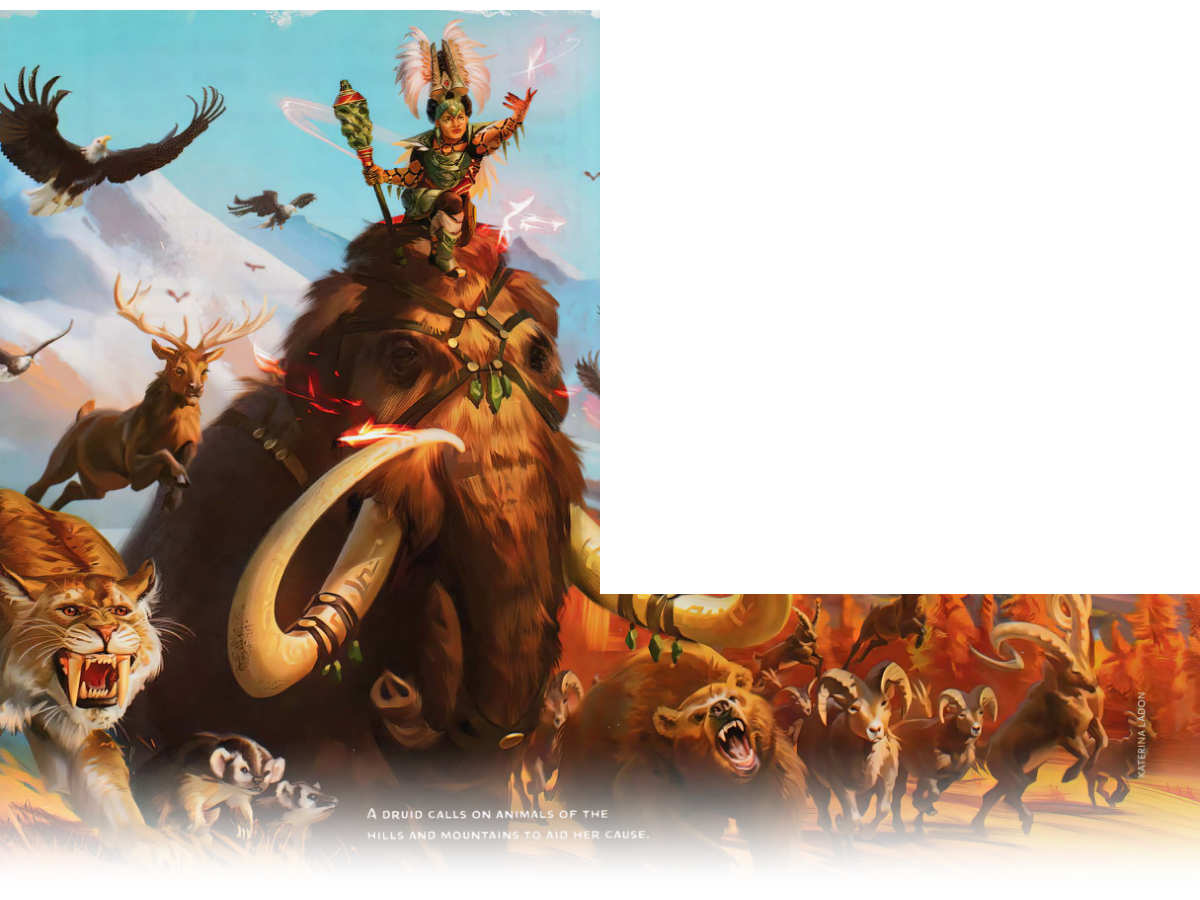 A DRUID CALLS ON ANIMALS OF THE
HILLS AND MOUNTAINS TO AID HER CAUSE.
KATERINA LADON